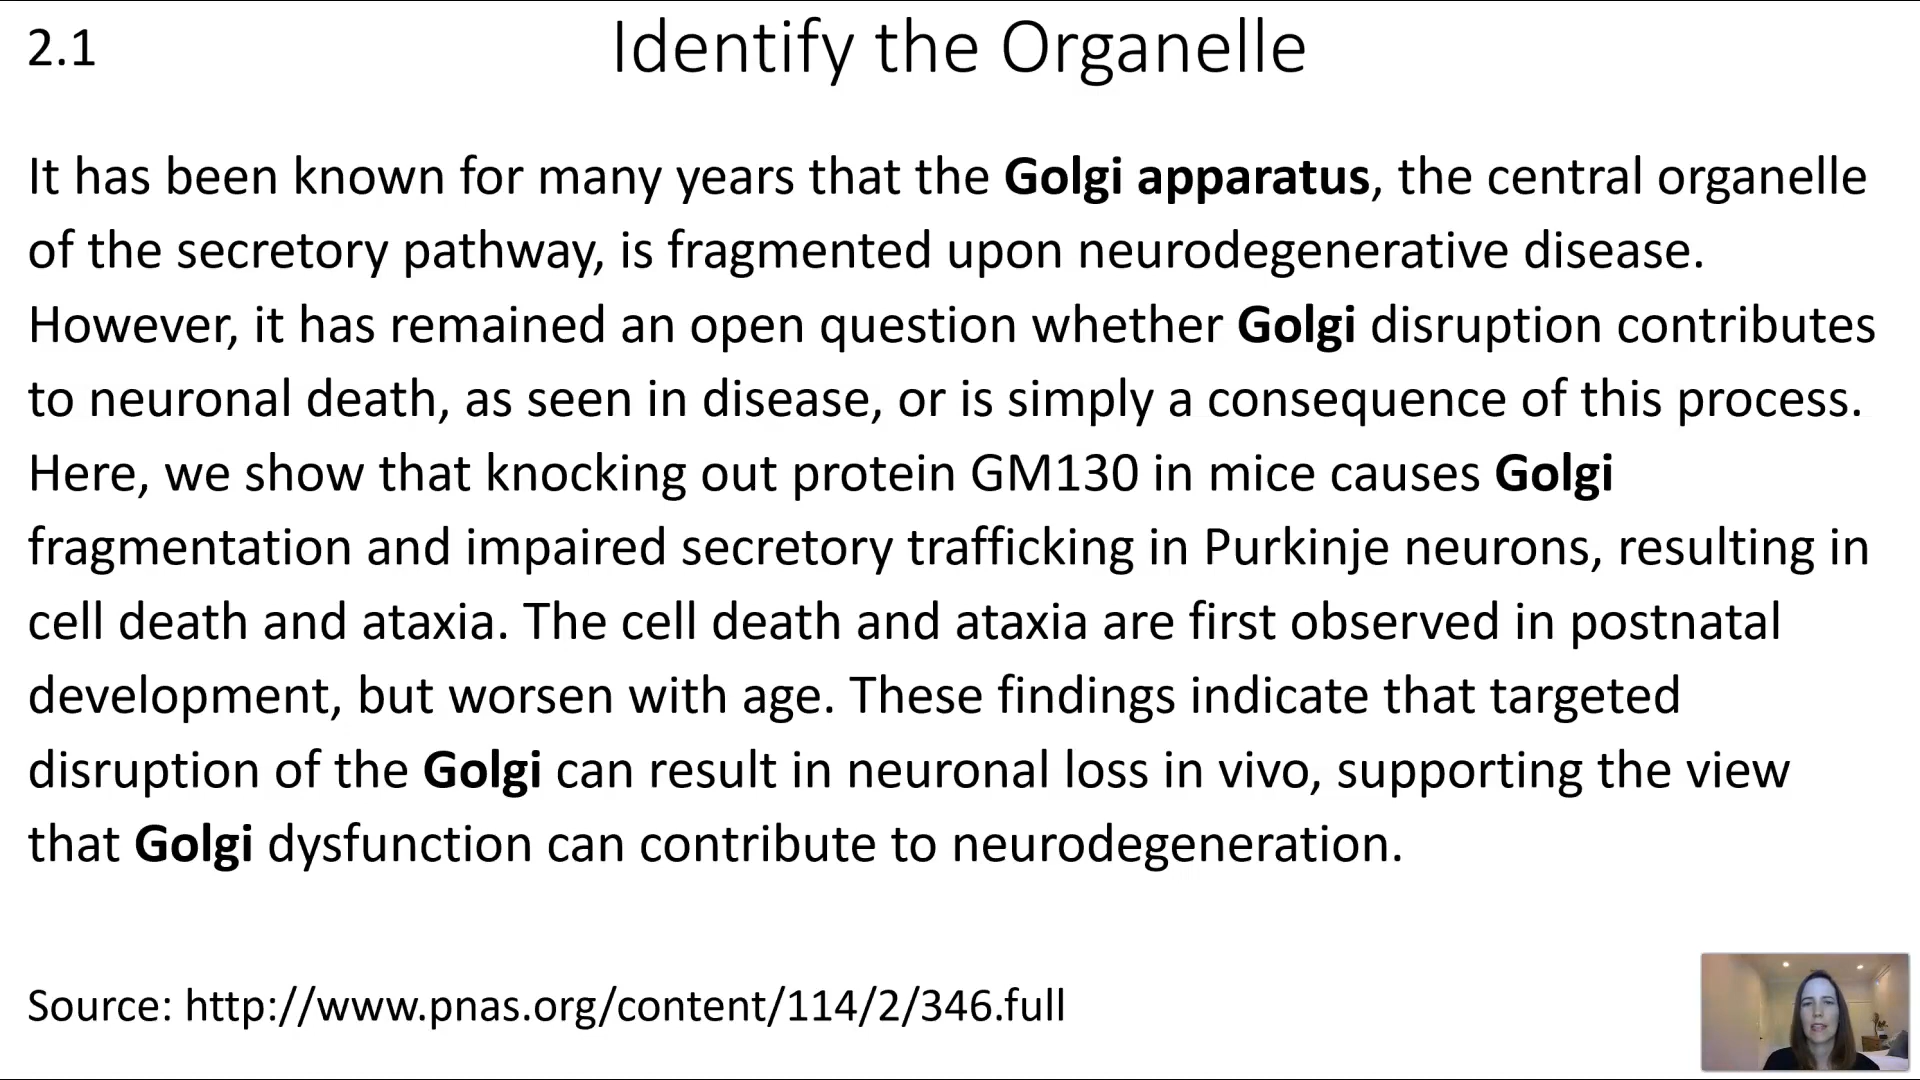 2.1
Identify the Organelle
It has been known for many years that the Golgi apparatus, the central organelle
of the secretory pathway, is fragmented upon neurodegenerative disease.
However, it has remained an open question whether Golgi disruption contributes
to neuronal death, as seen in disease, or is simply a consequence of this process.
Here, we show that knocking out protein GM130 in mice causes Golgi
fragmentation and impaired secretory trafficking in Purkinje neurons, resulting in
cell death and ataxia. The cell death and ataxia are first observed in postnatal
development, but worsen with age. These findings indicate that targeted
disruption of the Golgi can result in neuronal loss in vivo, supporting the view
that Golgi dysfunction can contribute to neurodegeneration.
Source: http://www.pnas.org/content/114/2/346.full